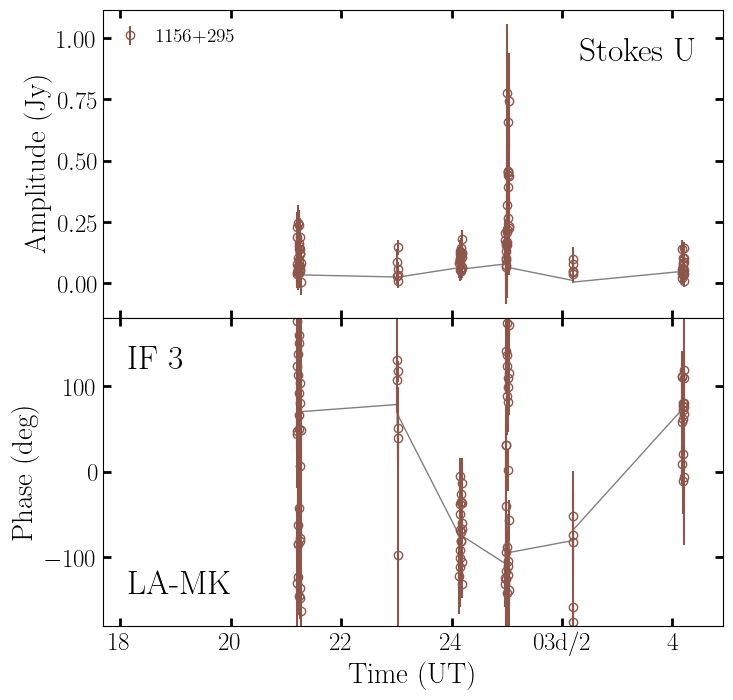 1156+295
Stokes U
1.00
0.75
0.50
0.25
0.00
Amplitude (Jy)
IF 3
100
0
−100
Phase (deg)
LA-MK
18 20 22 24 03d/2 4
Time (UT)